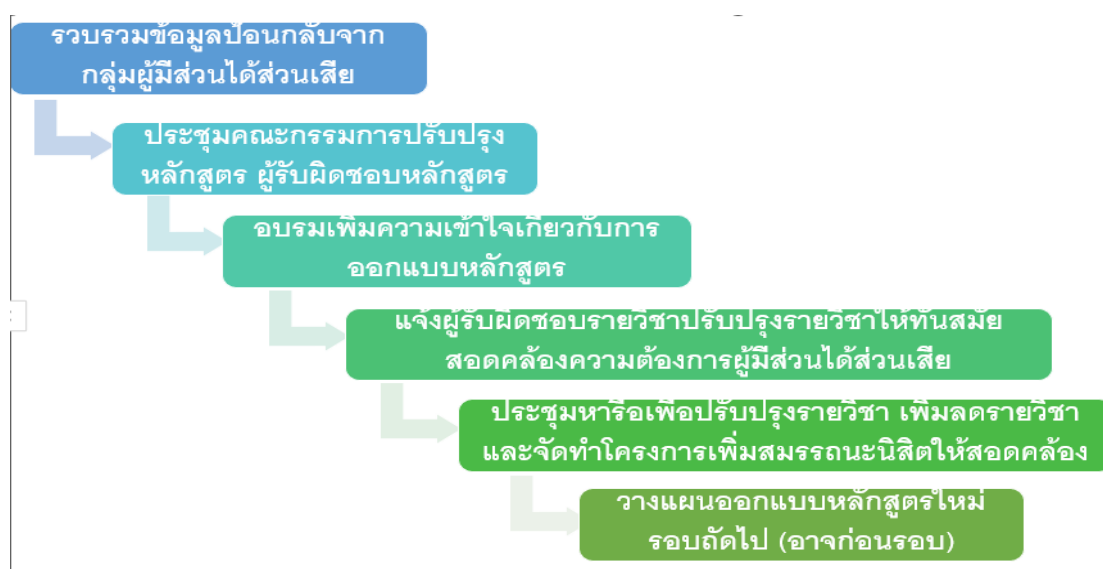 รวบรวมข้อมูลป้อนกลับจาก
กลุ่มผู้มีส่วนได้ส่วนเสีย
ประชุมคณะกรรมการปรับปรุง
หลักสูตร ผู้รับผิดชอบหลักสูตร
อบรมเพิ่มความเข้าใจเกี่ยวกับการ
ออกแบบหลักสูตร
แจ้งผู้รับผิดชอบรายวิชาปรับปรุงรายวิชาให้ทันสมัย
สอดคล้องความต้องการผู้มีส่วนได้ส่วนเสีย
ประชุมหารือเพื่อปรับปรุงรายวิชา เพิ่มลดรายวิชา
และจัดทำโครงการเพิ่มสมรรถนะนิสิตให้สอดคล้อง
วางแผนออกแบบหลักสูตรใหม่
รอบถัดไป (อาจก่อนรอบ)